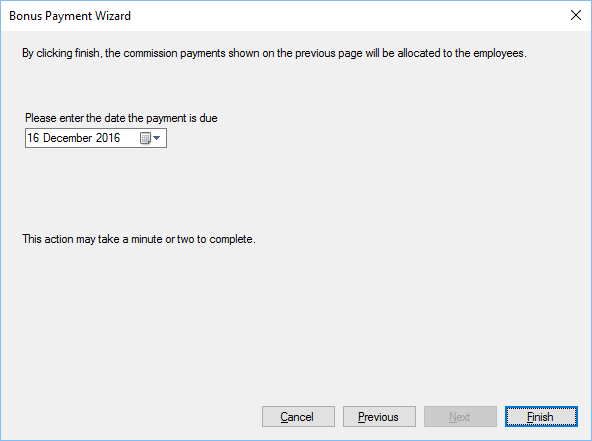 Bonus Payment Wizard
By clicking finish, the commission payments shown on the previous page will be allocated to the employees.
Please enter the date the payment is due
16 December 2016
This action may take a minute or two to complete.
Cancel Previous Next Finish